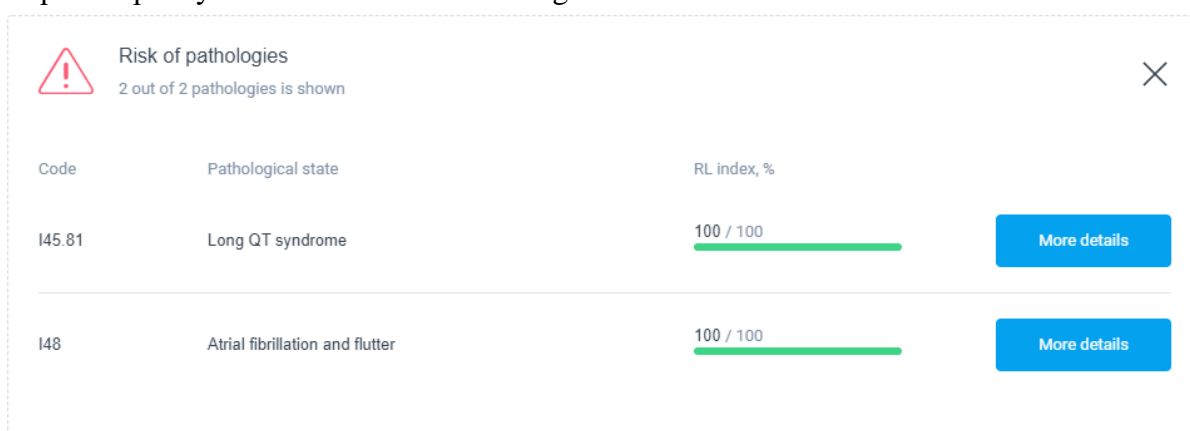 Risk of pathologies
2 out of 2 pathologies is shown
Code Pathological state RL index, %
I45.81 Long QT syndrome 100 / 100 More details
I48 Atrial fibrillation and flutter 100 / 100 More details